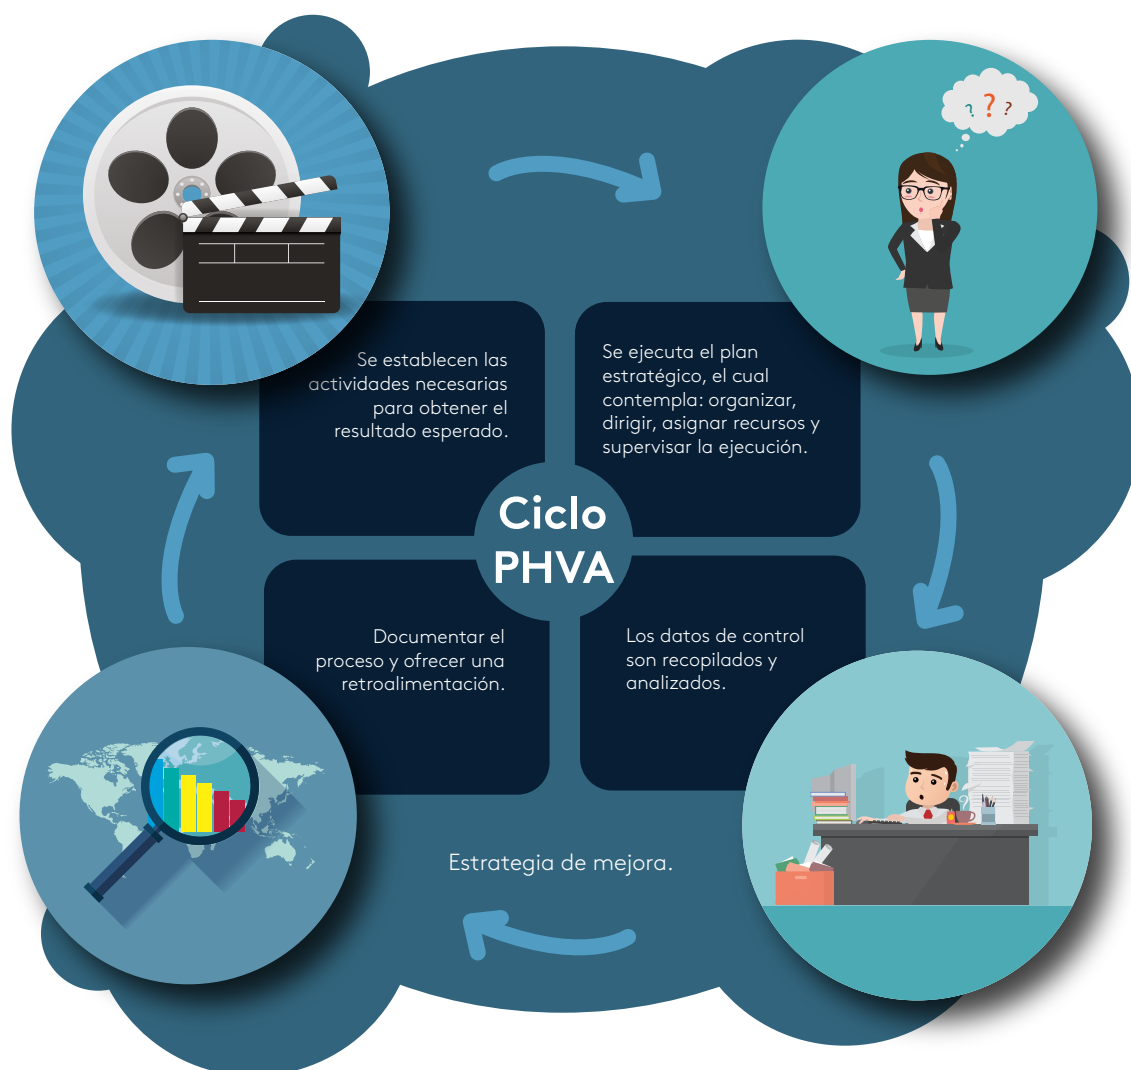 ? ? ?
Se establecen las
actividades necesarias
para obtener el
resultado esperado.
Se ejecuta el plan
estratégico, el cual
contempla: organizar,
dirigir, asignar recursos y
supervisar la ejecución.
Ciclo
PHVA
Documentar el
proceso y ofrecer una
retroalimentación.
Los datos de control
son recopilados y
analizados.
Estrategia de mejora.